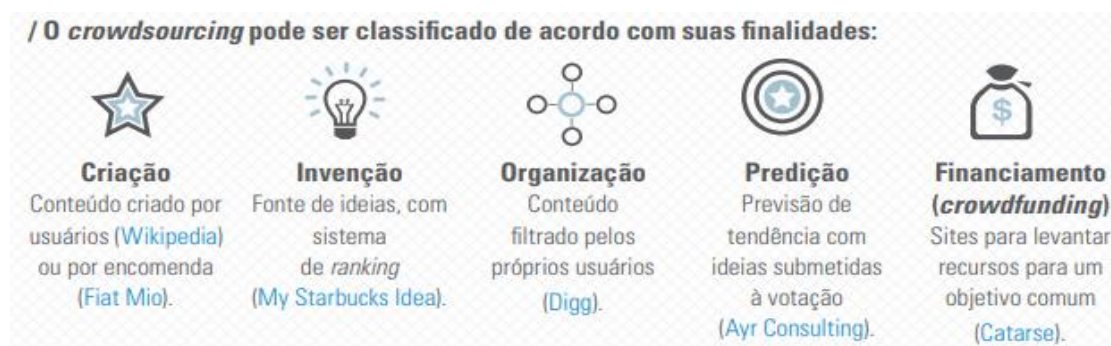 / O crowdsourcing pode ser classificado de acordo com suas finalidades:
Criação
Conteúdo criado por
usuários (Wikipedia)
ou por encomenda
(Fiat Mio).
Invenção
Fonte de ideias, com
sistema
de ranking
(My Starbucks Idea).
Organização
Conteúdo
filtrado pelos
próprios usuários
(Digg).
Predição
Previsão de
tendência com
ideias submetidas
à votação
(Ayr Consulting).
$
Financiamento
(crowdfunding)
Sites para levantar
recursos para um
objetivo comum
(Catarse).